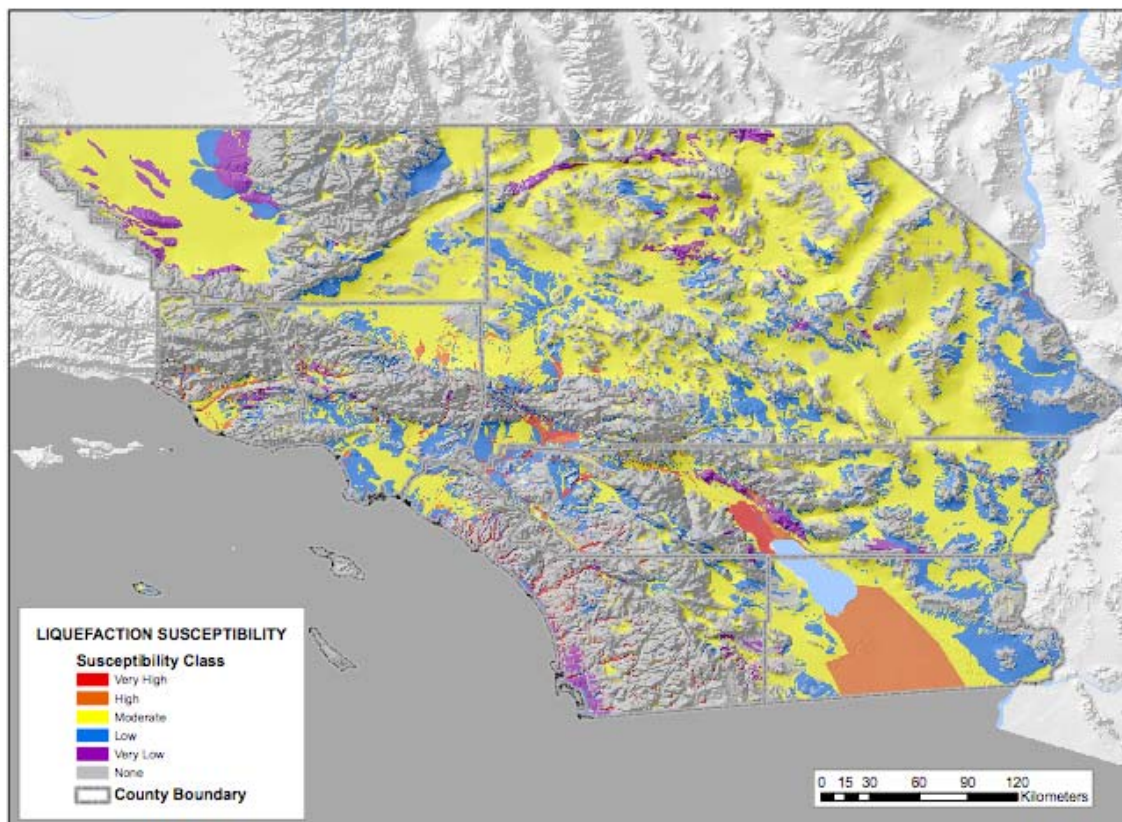 LIQUEFACTION SUSCEPTIBILITY
Susceptibility Class
Very High
High
Moderate
Low
Very Low
None
County Boundary
0 15 30 60 90 120
Kilometers